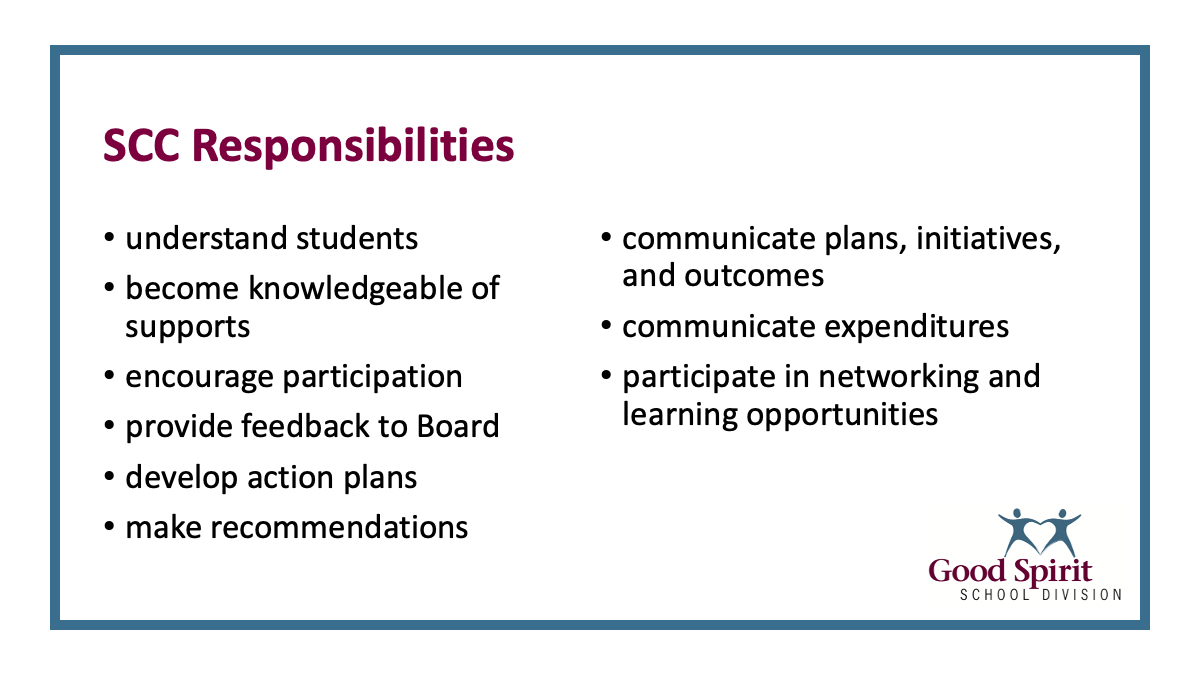 SCC Responsibilities
• understand students
• become knowledgeable of
supports
• encourage participation
• provide feedback to Board
• develop action plans
• make recommendations
• communicate plans, initiatives,
and outcomes
• communicate expenditures
• participate in networking and
learning opportunities
Good Spirit
SCHOOL DIVISION